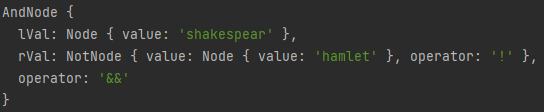 AndNode {
  lVal: Node { value: 'shakespear' },
  rVal: NotNode { value: Node { value: 'hamlet' }, operator: '!' },
  operator: '&&'
}